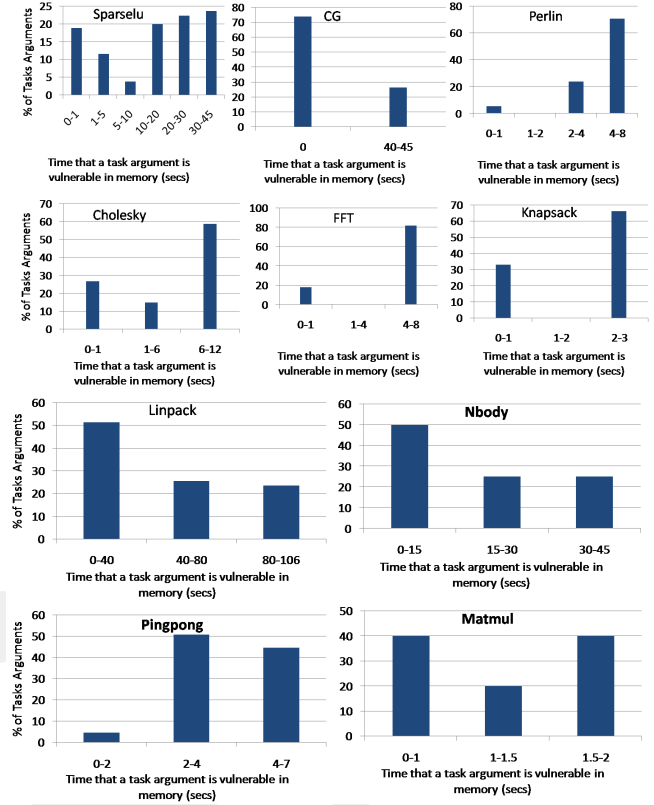 Sparselu
% of Tasks Arguments
25
20
15
10
5
0
0-1 1-5 5-10 10-20 20-30 30-45
Time that a task argument is
vulnerable in memory (secs)
CG
80
70
60
50
40
30
20
10
0
0 40-45
Time that a task argument is
vulnerable in memory (secs)
Perlin
80
60
40
20
0
0-1 1-2 2-4 4-8
Time that a task argument is
vulnerable in memory (secs)
Cholesky
% of Tasks Arguments
70
60
50
40
30
20
10
0
0-1 1-6 6-12
Time that a task argument is
vulnerable in memory (secs)
FFT
100
80
60
40
20
0
0-1 1-4 4-8
Time that a task argument is
vulnerable in memory (secs)
Knapsack
70
60
50
40
30
20
10
0
0-1 1-2 2-3
Time that a task argument is
vulnerable in memory (secs)
Linpack
% of Tasks Arguments
60
50
40
30
20
10
0
0-40 40-80 80-106
Time that a task argument is vulnerable in
memory (secs)
Nbody
60
50
40
30
20
10
0
0-15 15-30 30-45
Time that a task argument is vulnerable in
memory (secs)
Pingpong
% of Tasks Arguments
60
50
40
30
20
10
0
0-2 2-4 4-7
Time that a task argument is vulnerable in
memory (secs)
Matmul
50
40
30
20
10
0
0-1 1-1.5 1.5-2
Time that a task argument is vulnerable in
memory (secs)